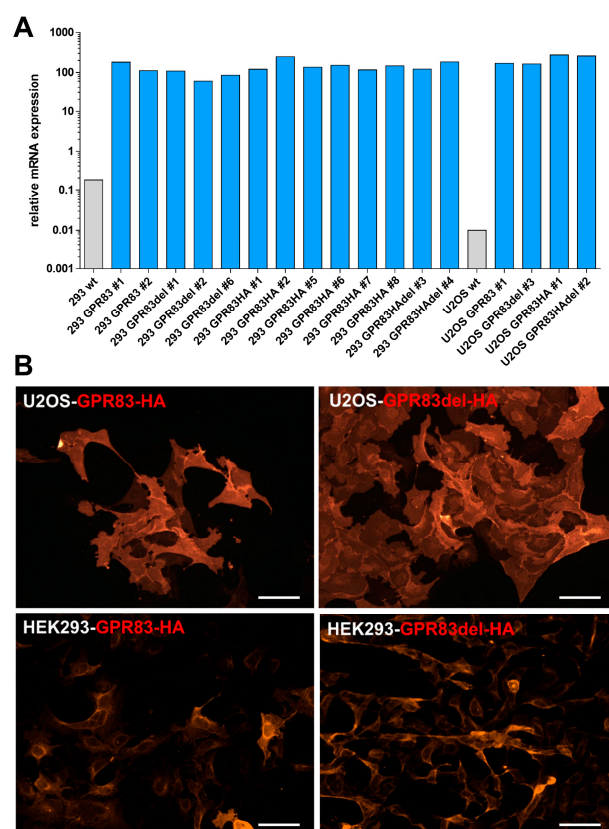 A
relative mRNA expression
1000
100
10
1
0.1
0.01
0.001
293 wt
293 GPR83 #1
293 GPR83 #2
293 GPR83del #1
293 GPR83del #2
293 GPR83del #6
293 GPR83HA #1
293 GPR83HA #2
293 GPR83HA #5
293 GPR83HA #6
293 GPR83HA #7
293 GPR83HA #8
293 GPR83HAdel #3
293 GPR83HAdel #4
U2OS wt
U2OS GPR83 #1
U2OS GPR83del #3
U2OS GPR83HA #1
U2OS GPR83HAdel #2
B
U2OS-GPR83-HA
U2OS-GPR83del-HA
HEK293-GPR83-HA
HEK293-GPR83del-HA